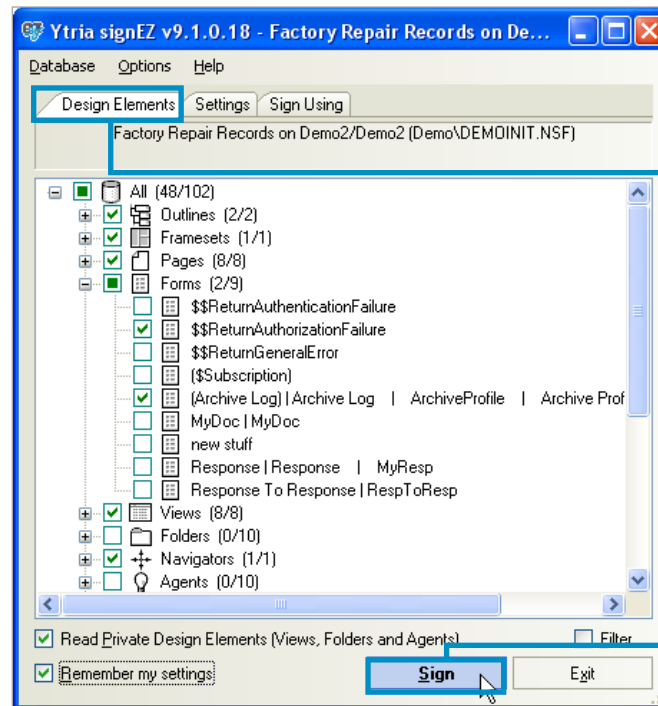 Ytria signEZ v9.1.0.18 - Factory Repair Records on De...
Database Options Help
Design Elements Settings Sign Using
Factory Repair Records on Demo2/Demo2 (Demo\DEMOINIT.NSF)
All (48/102)
Outlines (2/2)
Framesets (1/1)
Pages (8/8)
Forms (2/9)
$$ReturnAuthenticationFailure
$$ReturnAuthorizationFailure
$$ReturnGeneralError
($Subscription)
(Archive Log) | Archive Log | ArchiveProfile | Archive Prof
MyDoc | MyDoc
new stuff
Response | Response | MyResp
Response To Response | RespToResp
Views (8/8)
Folders (0/10)
Navigators (1/1)
Agents (0/10)
Read Private Design Elements (Views, Folders and Agents) Filter
Remember my settings Sign Exit